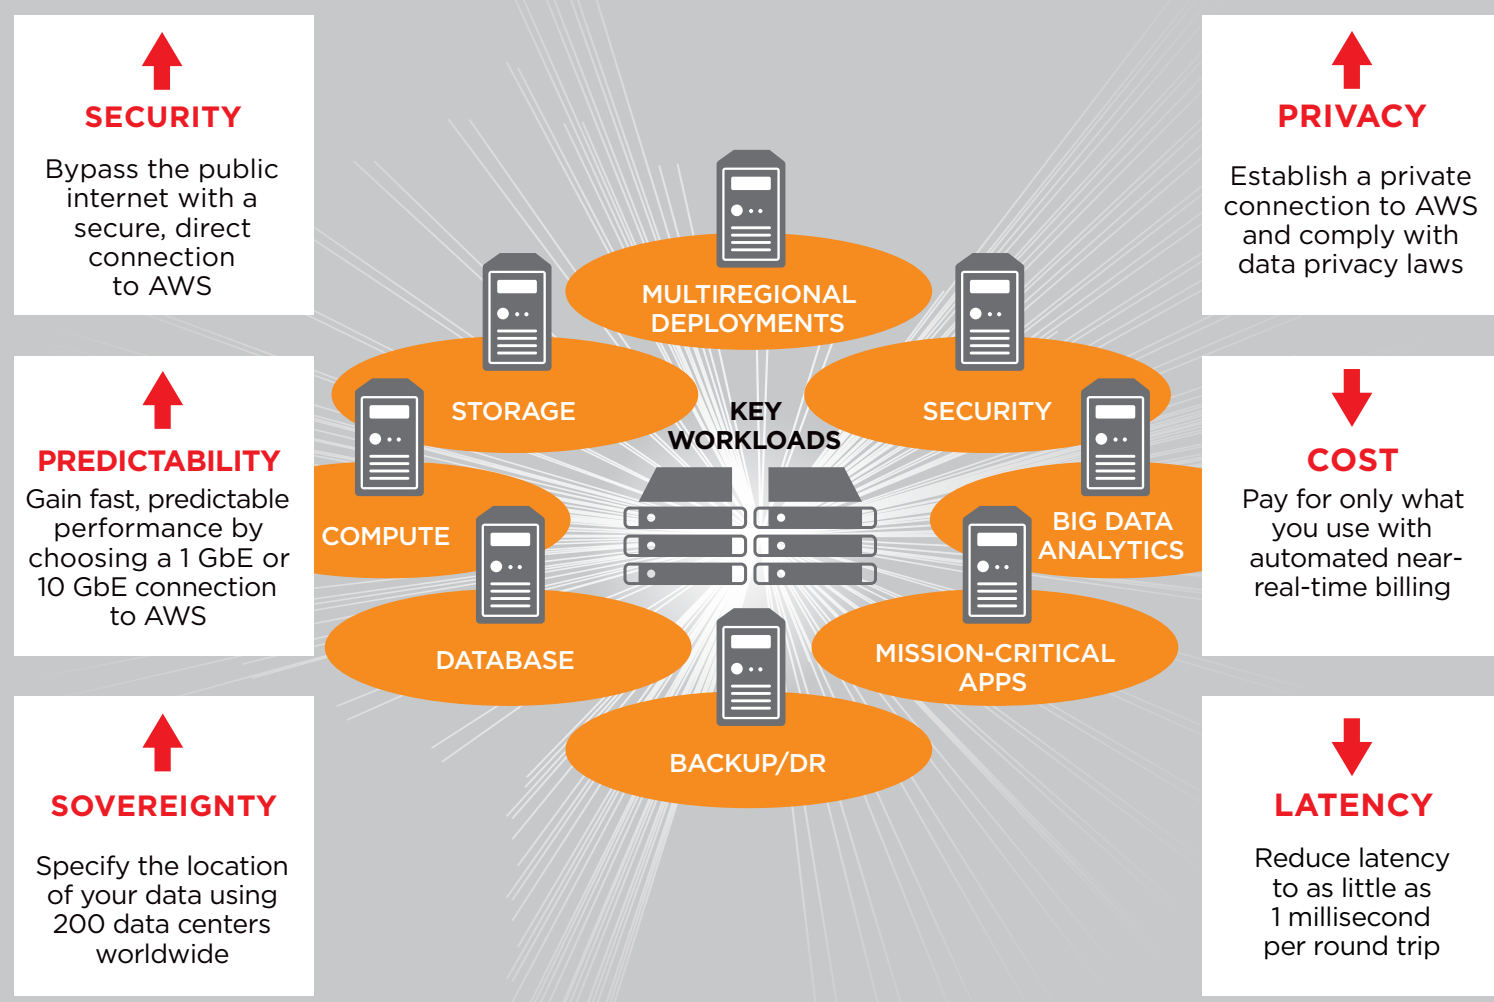 SECURITY
Bypass the public
internet with a
secure, direct
connection
to AWS
PREDICTABILITY
Gain fast, predictable
performance by
choosing a 1 GbE or
10 GbE connection
to AWS
SOVEREIGNTY
Specify the location
of your data using
200 data centers
worldwide
MULTIREGIONAL
DEPLOYMENTS
STORAGE
SECURITY
KEY
WORKLOADS
COMPUTE
BIG DATA
ANALYTICS
DATABASE
MISSION-CRITICAL
APPS
BACKUP/DR
PRIVACY
Establish a private
connection to AWS
and comply with
data privacy laws
COST
Pay for only what
you use with
automated near-
real-time billing
LATENCY
Reduce latency
to as little as
1 millisecond
per round trip